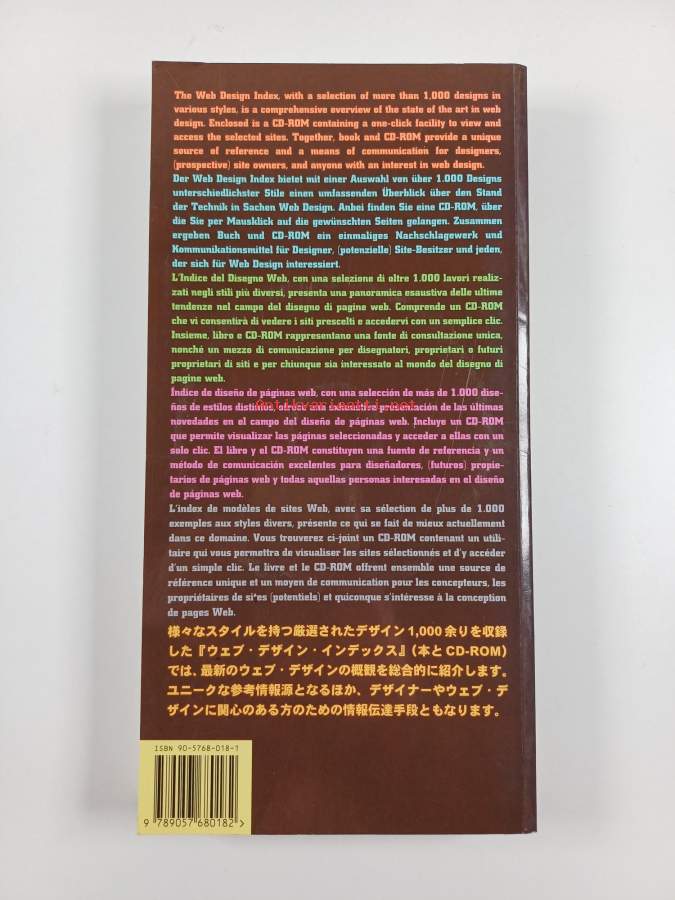 The Web Design Index, with a selection of more than 1,000 designs in
various styles, is a comprehensive overview of the state of the art in web
design. Enclosed is a CD-ROM containing a one-click facility to view and
access the selected sites. Together, book and CD-ROM provide a unique
source of reference and a means of communication for designers,
(prospective) site owners, and anyone with an interest in web design.
Der Web Design Index bietet mit einer Auswahl von über 1.000 Designs
unterschiedlichster Stile einen umfassenden Überblick über den Stand
der Technik in Sachen Web Design. Anbei finden Sie eine CD-ROM, über
die Sie per Mausklick auf die gewünschten Seiten gelangen. Zusammen
ergeben Buch und CD-ROM ein einmaliges Nachschlagewerk und
Kommunikationsmittel für Designer, (potenzielle) Site-Besitzer und jeden,
der sich für Web Design interessiert.
L'Indice del Disegno Web, con una selezione di oltre 1.000 lavori realiz-
zati negli stili più diversi, presenta una panoramica esaustiva delle ultime
tendenze nel campo del disegno di pagine web. Comprende un CD-ROM
che vi consentirà di vedere i siti prescelti e accedervi con un semplice clic.
Insieme, libro e CD-ROM rappresentano una fonte di consultazione unica,
nonché un mezzo di comunicazione per disegnatori, proprietari o futuri
proprietari di siti e per chiunque sia interessato al mondo del disegno di
pagine web.
Índice de diseño de páginas web, con una selección de más de 1.000 dise-
ños de estilos distintos, presentación de las últimas
Antikvariaatti.net
novedades en el campo del diseño de páginas web. Incluye un CD-ROM
que permite visualizar las páginas seleccionadas y acceder a ellas con un
solo clic. El libro y el CD-ROM constituyen una fuente de referencia y un
método de comunicación excelentes para diseñadores, (futuros) propie-
tarios de páginas web y todas aquellas personas interesadas en el diseño
de páginas web.
L'index de modèles de sites Web, avec sa sélection de plus de 1.000
exemples aux styles divers, présente ce qui se fait de mieux actuellement
dans ce domaine. Vous trouverez ci-joint un CD-ROM contenant un utili-
taire qui vous permettra de visualiser les sites sélectionnés et d'y accéder
d'un simple clic. Le livre et le CD-ROM offrent ensemble une source de
référence unique et un moyen de communication pour les concepteurs, les
propriétaires de si*es (potentiels) et quiconque s'intéresse à la conception
de pages Web.
様々なスタイルを持つ厳選されたデザイン1,000余りを収録
した『ウェブ・デザイン・インデックス』(本とCD-ROM)
では、最新のウェブ・デザインの概観を総合的に紹介します。
ユニークな参考情報源となるほか、デザイナーやウェブ・デ
ザインに関心のある方のための情報伝達手段ともなります。
ISBN 90-5768-018-1
9 789057 680182 >